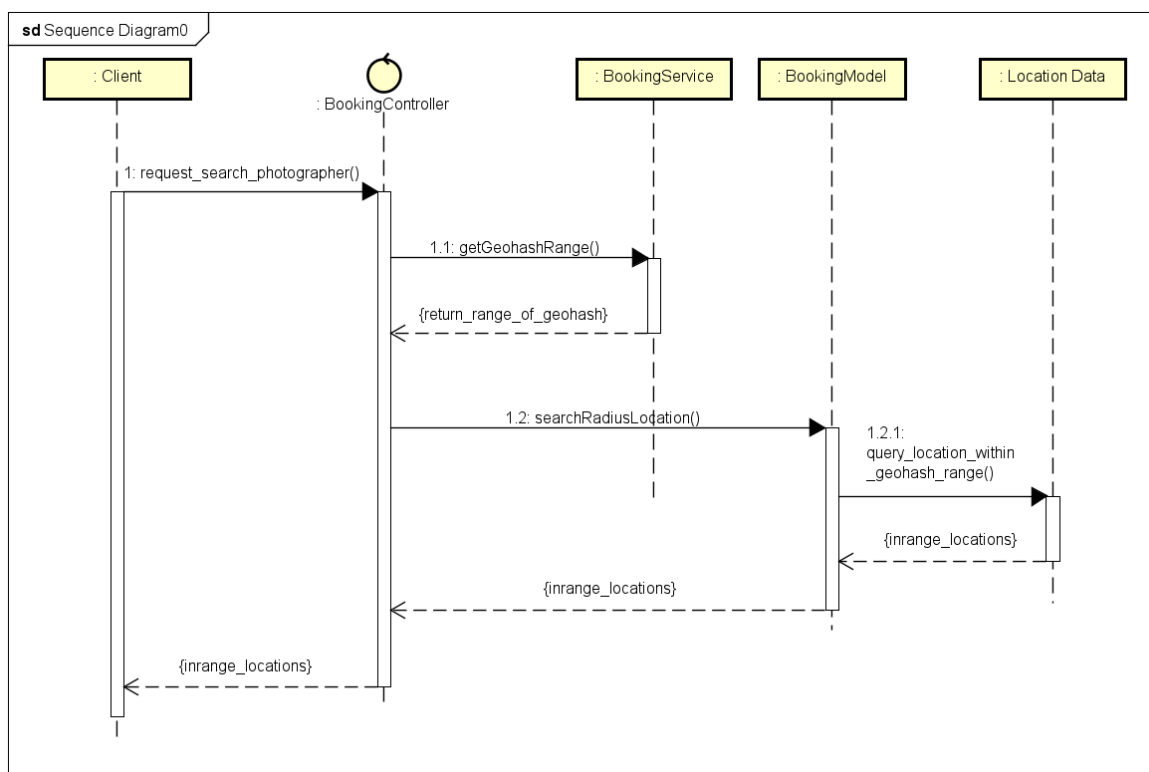 sd Sequence Diagram0
: Client
: BookingController
: BookingService
: BookingModel
: Location Data
1: request_search_photographer()
1.1: getGeohashRange()
{return_range_of_geohash}
1.2: searchRadiusLocation()
1.2.1:
query_location_within
_geohash_range()
{inrange_locations}
{inrange_locations}
{inrange_locations}